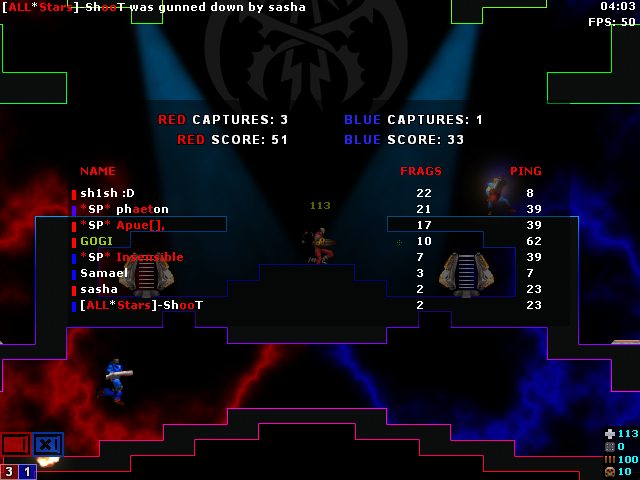 [ALL*Stars]-ShooT was gunned down by sasha
04:03
FPS: 50
RED CAPTURES: 3 BLUE CAPTURES: 1
RED SCORE: 51 BLUE SCORE: 33
NAME FRAGS PING
sh1sh :D 22 8
*SP* phaeton 21 39
*SP* Apue[], 17 39
GOGI 10 62
*SP* Insensible 7 39
Samael 3 7
sasha 2 23
[ALL*Stars]-ShooT 2 23
113
113
0
100
3 1 10